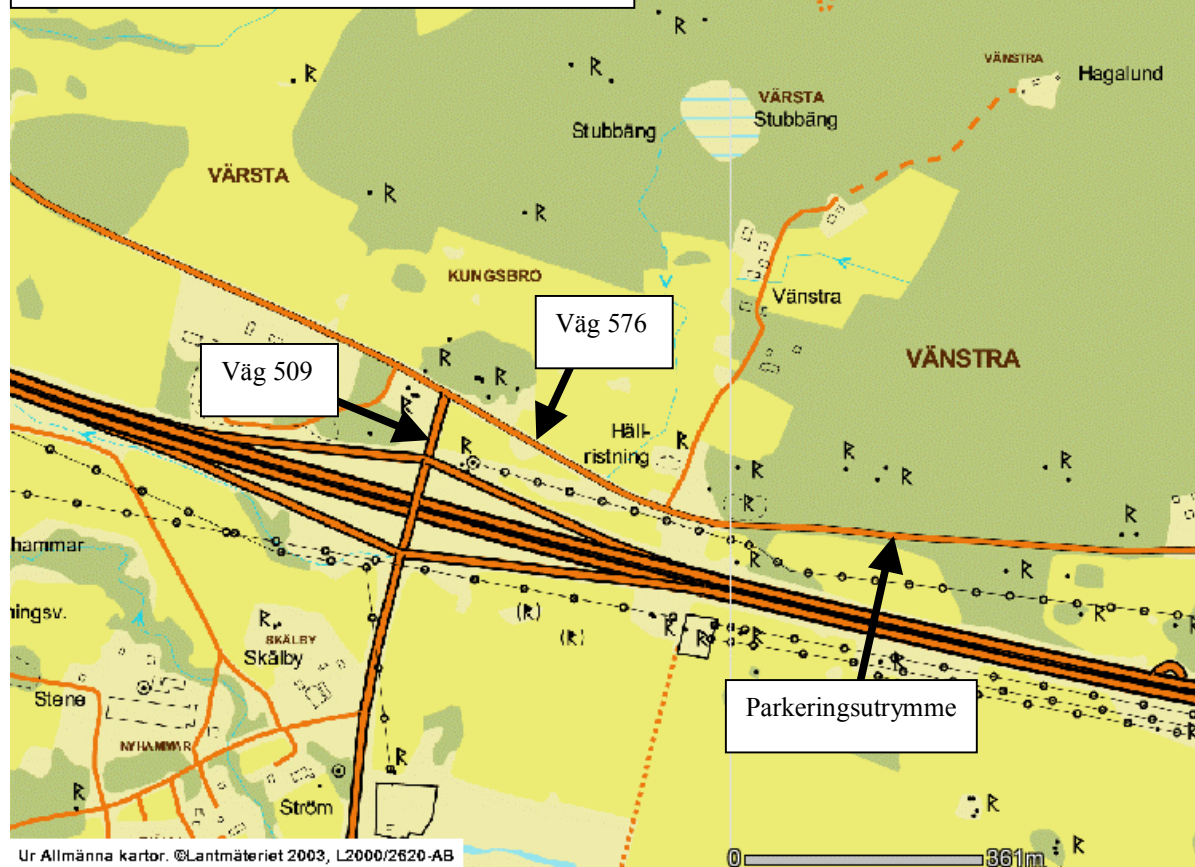 VÄNSTRA
Hagalund
R
R
R
VÄRSTA
Stubbäng
Stubbäng
VÄRSTA
R
R
KUNGSBRO
Vänstra
Väg 576
Väg 509
VÄNSTRA
R
R
R
Häll-
ristning
R
R
R
R
R
R
R
R
hammar
R
R
ningsv.
(R)
(R)
R
R
R
R
R
R
R
SKÄLBY
Skälby
Stene
Parkeringsutrymme
R
NYHAMMAR
R
R
Ström
R
R
Ur Allmänna kartor. ©Lantmäteriet 2003, L2000/2620-AB
0
361m